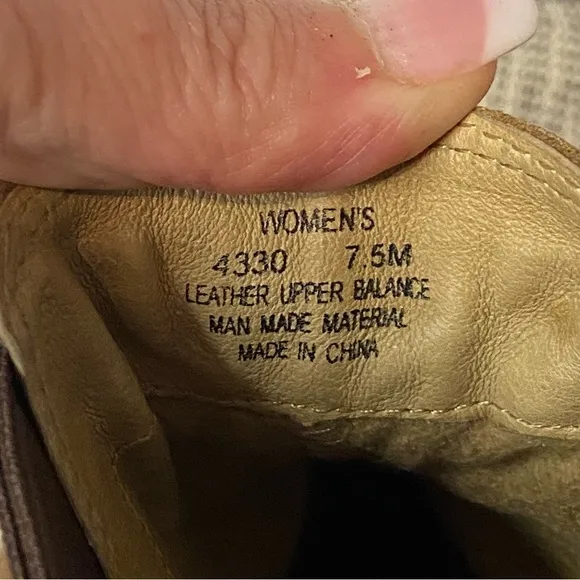 WOMEN'S
4330 7.5M
LEATHER UPPER BALANCE
MAN MADE MATERIAL
MADE IN CHINA